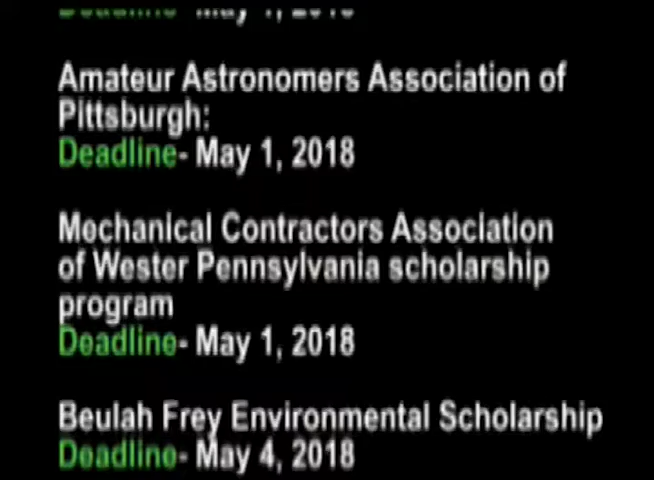 Amateur Astronomers Association of
Pittsburgh:
Deadline- May 1, 2018
Mechanical Contractors Association
of Wester Pennsylvania scholarship
program
Deadline- May 1, 2018
Beulah Frey Environmental Scholarship
Deadline- May 4, 2018